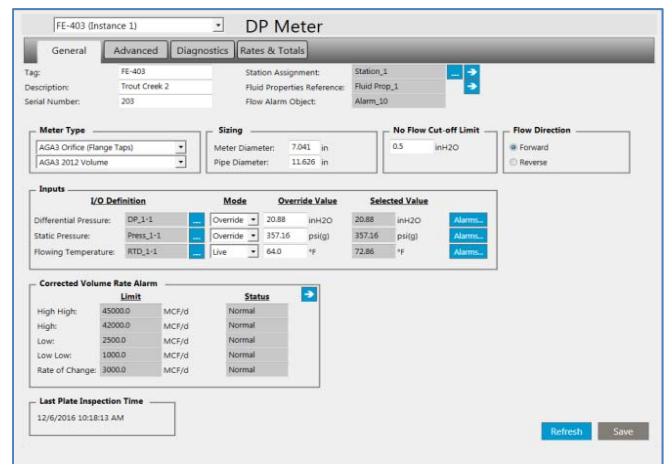 FE-403 (Instance 1) DP Meter
General Advanced Diagnostics Rates & Totals
Tag: FE-403 Station Assignment: Station_1 ...
Description: Trout Creek 2 Fluid Properties Reference: Fluid Prop_1
Serial Number: 203 Flow Alarm Object: Alarm_10
Meter Type Sizing No Flow Cut-off Limit Flow Direction
AGA3 Orifice (Flange Taps) Meter Diameter: 7.041 in 0.5 inH2O Forward
AGA3 2012 Volume Pipe Diameter: 11.626 in Reverse
Inputs
I/O Definition Mode Override Value Selected Value
Differential Pressure: DP_1-1 ... Override 20.88 inH2O 20.88 inH2O Alarms...
Static Pressure: Press_1-1 ... Override 357.16 psi(g) 357.16 psi(g) Alarms...
Flowing Temperature: RTD_1-1 ... Live 64.0 °F 72.86 °F Alarms...
Corrected Volume Rate Alarm
Limit Status
High High: 45000.0 MCF/d Normal
High: 42000.0 MCF/d Normal
Low: 2500.0 MCF/d Normal
Low Low: 1000.0 MCF/d Normal
Rate of Change: 3000.0 MCF/d Normal
Last Plate Inspection Time
12/6/2016 10:18:13 AM
Refresh Save